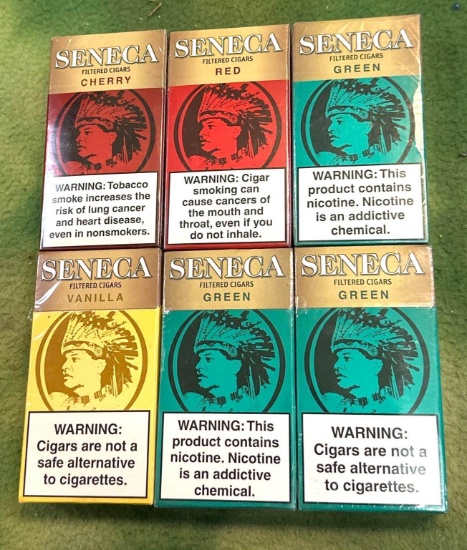 SENECA
FILTERED CIGARS
CHERRY
WARNING: Tobacco
smoke increases the
risk of lung cancer
and heart disease,
even in nonsmokers.
SENECA
FILTERED CIGARS
RED
WARNING: Cigar
smoking can
cause cancers of
the mouth and
throat, even if you
do not inhale.
SENECA
FILTERED CIGARS
GREEN
WARNING: This
product contains
nicotine. Nicotine
is an addictive
chemical.
SENECA
FILTERED CIGARS
VANILLA
WARNING:
Cigars are not a
safe alternative
to cigarettes.
SENECA
FILTERED CIGARS
GREEN
WARNING: This
product contains
nicotine. Nicotine
is an addictive
chemical.
SENECA
FILTERED CIGARS
GREEN
WARNING:
Cigars are not a
safe alternative
to cigarettes.